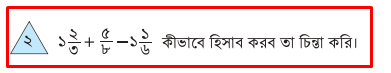 ২ ১২/৩ + ৫/৮ − ১১/৬ কীভাবে হিসাব করব তা চিন্তা করি।